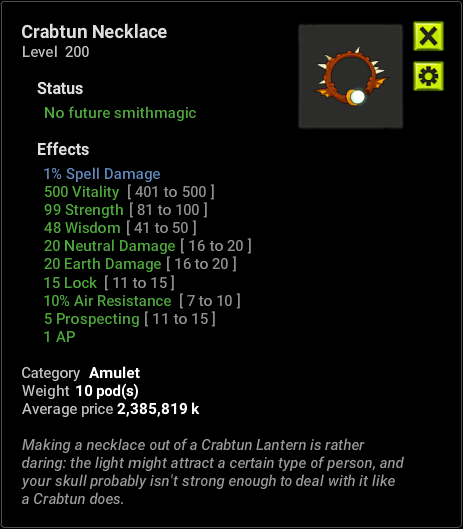 Crabtun Necklace
Level 200
Status
No future smithmagic
Effects
1% Spell Damage
500 Vitality [ 401 to 500 ]
99 Strength [ 81 to 100 ]
48 Wisdom [ 41 to 50 ]
20 Neutral Damage [ 16 to 20 ]
20 Earth Damage [ 16 to 20 ]
15 Lock [ 11 to 15 ]
10% Air Resistance [ 7 to 10 ]
5 Prospecting [ 11 to 15 ]
1 AP
Category Amulet
Weight 10 pod(s)
Average price 2,385,819 k
Making a necklace out of a Crabtun Lantern is rather
daring: the light might attract a certain type of person, and
your skull probably isn't strong enough to deal with it like
a Crabtun does.